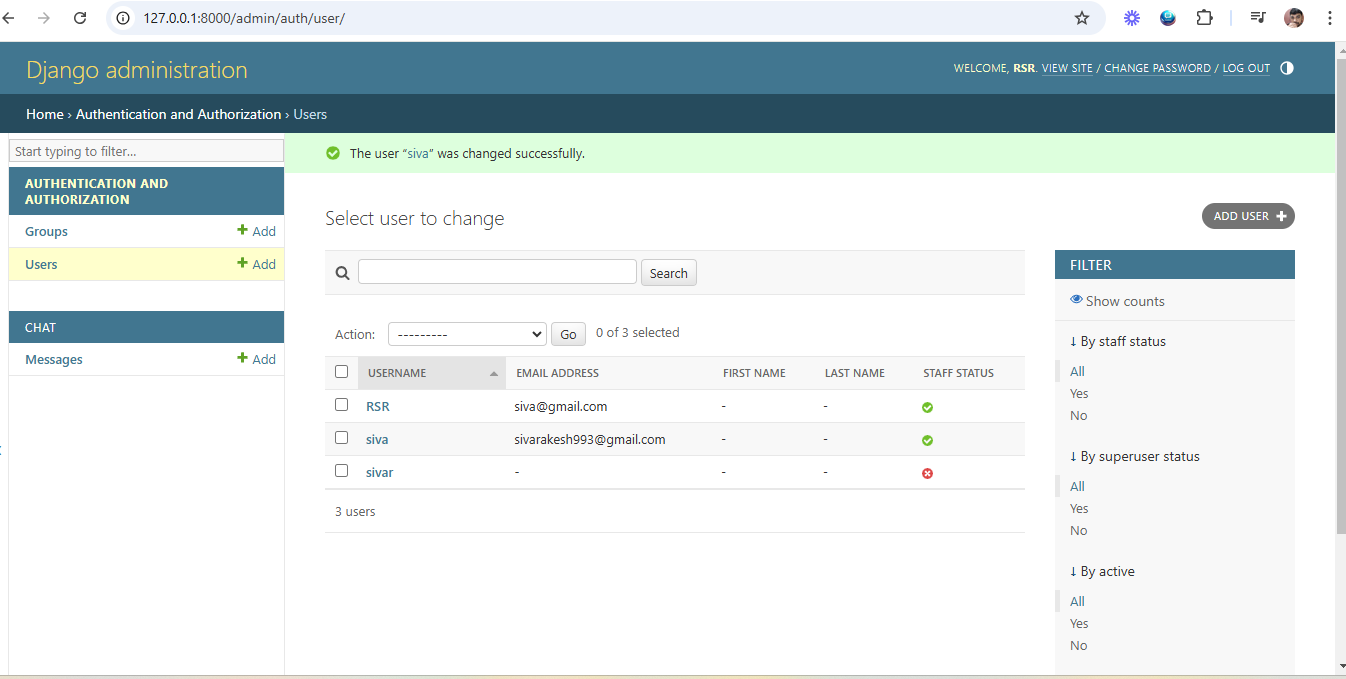 127.0.0.1:8000/admin/auth/user/
Django administration
WELCOME, RSR. VIEW SITE / CHANGE PASSWORD / LOG OUT
Home › Authentication and Authorization › Users
Start typing to filter...
AUTHENTICATION AND
AUTHORIZATION
Groups + Add
Users + Add
CHAT
Messages + Add
The user “siva” was changed successfully.
Select user to change
ADD USER +
Search
Action: --------- Go 0 of 3 selected
USERNAME EMAIL ADDRESS FIRST NAME LAST NAME STAFF STATUS
RSR siva@gmail.com - -
siva sivarakesh993@gmail.com - -
sivar - - -
3 users
FILTER
Show counts
↓ By staff status
All
Yes
No
↓ By superuser status
All
Yes
No
↓ By active
All
Yes
No